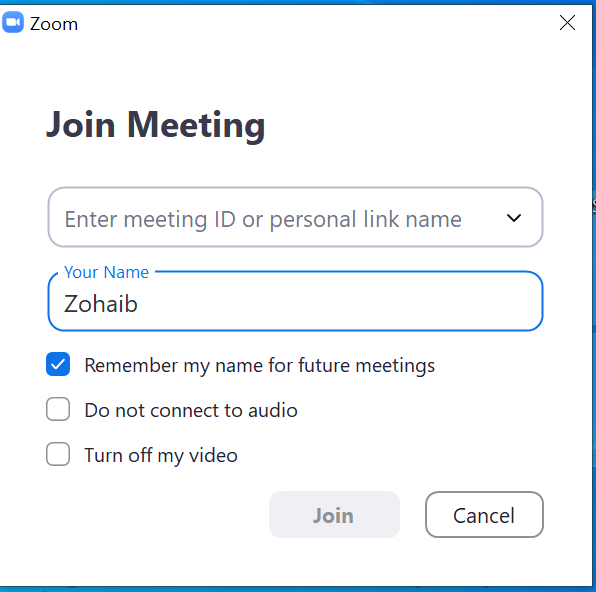 Zoom
Join Meeting
Enter meeting ID or personal link name
Your Name
Zohaib
Remember my name for future meetings
Do not connect to audio
Turn off my video
Join Cancel